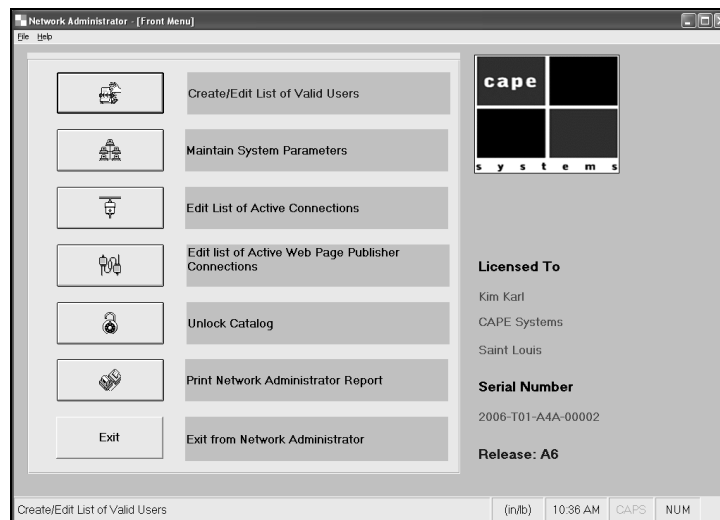 Network Administrator - [Front Menu]
File Help
Create/Edit List of Valid Users
Maintain System Parameters
Edit List of Active Connections
Edit list of Active Web Page Publisher
Connections
Unlock Catalog
Print Network Administrator Report
Exit
Exit from Network Administrator
cape
systems
Licensed To
Kim Karl
CAPE Systems
Saint Louis
Serial Number
2006-T01-A4A-00002
Release: A6
Create/Edit List of Valid Users
(in/lb) 10:36 AM CAPS NUM